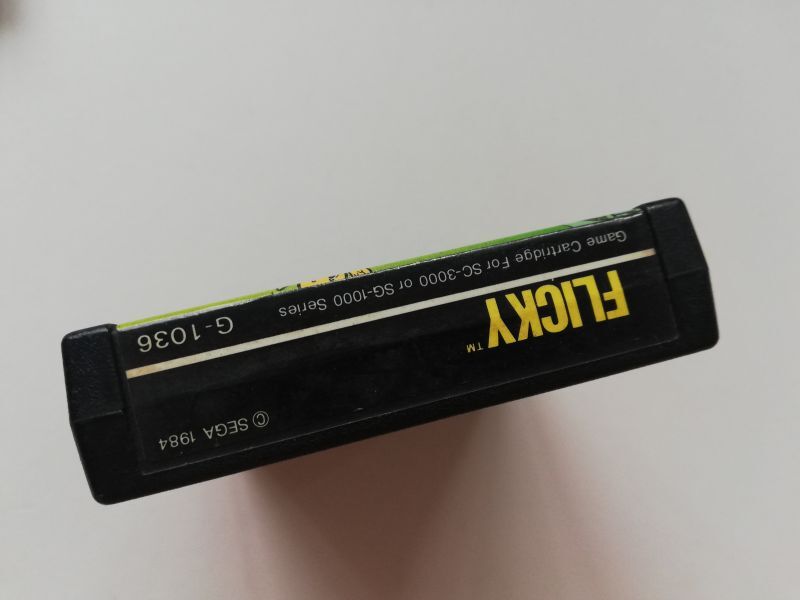 © SEGA 1984
FLICKY ™
Game Cartridge For SC-3000 or SG-1000 Series G-1036